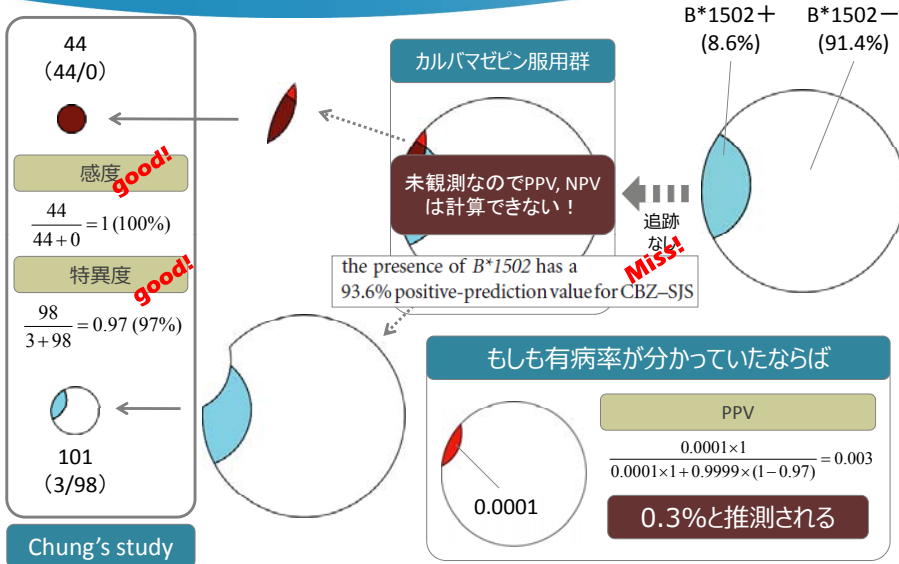 44
(44/0)
感度
good!
44
44+0
=1(100%)
特異度
good!
98
3+98
=0.97 (97%)
101
(3/98)
Chung's study
カルバマゼピン服用群
未観測なのでPPV, NPV
は計算できない！
the presence of B*1502 has a
93.6% positive-prediction value for CBZ–SJS
追跡
なし
Miss!
B*1502＋
(8.6%)
B*1502－
(91.4%)
もしも有病率が分かっていたならば
0.0001
PPV
0.0001×1
0.0001×1+0.9999×(1−0.97)
=0.003
0.3%と推測される